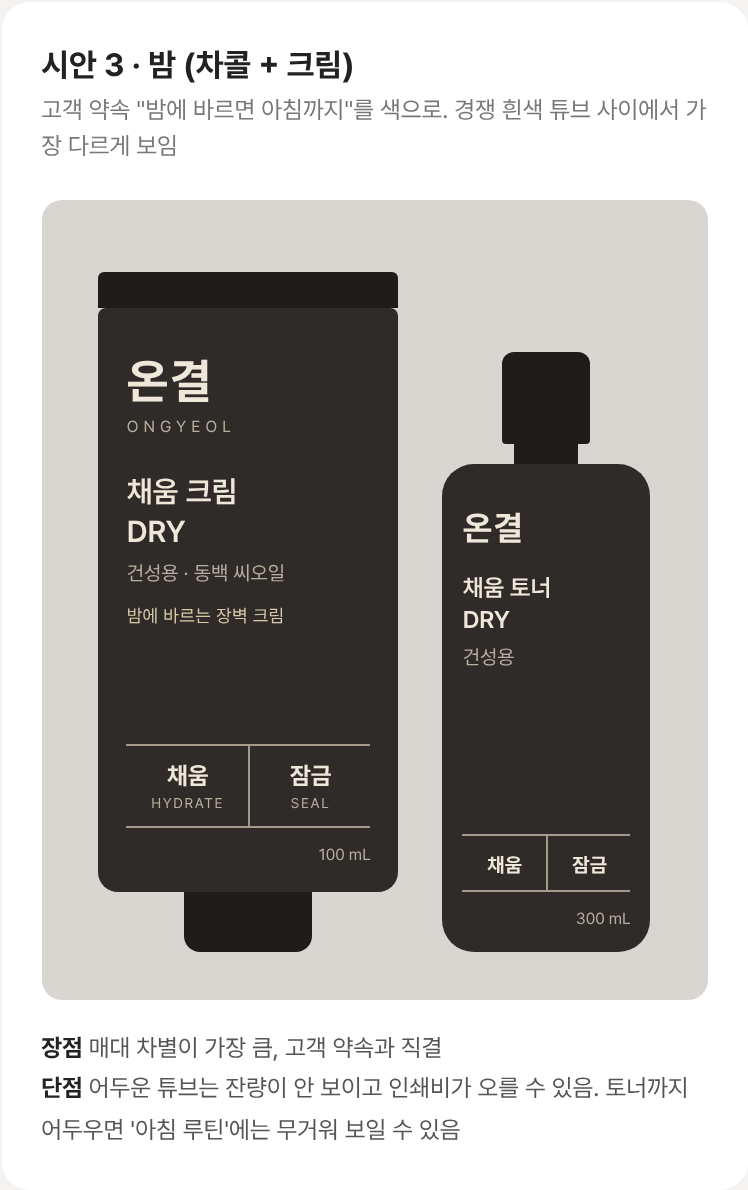 시안 3 · 밤 (차콜 + 크림)
고객 약속 "밤에 바르면 아침까지"를 색으로. 경쟁 흰색 튜브 사이에서 가
장 다르게 보임
온결
ONGYEOL
채움 크림
DRY
건성용 · 동백 씨오일
밤에 바르는 장벽 크림
채움
HYDRATE
잠금
SEAL
100 mL
온결
채움 토너
DRY
건성용
채움
잠금
300 mL
장점 매대 차별이 가장 큼, 고객 약속과 직결
단점 어두운 튜브는 잔량이 안 보이고 인쇄비가 오를 수 있음. 토너까지
어두우면 '아침 루틴'에는 무거워 보일 수 있음